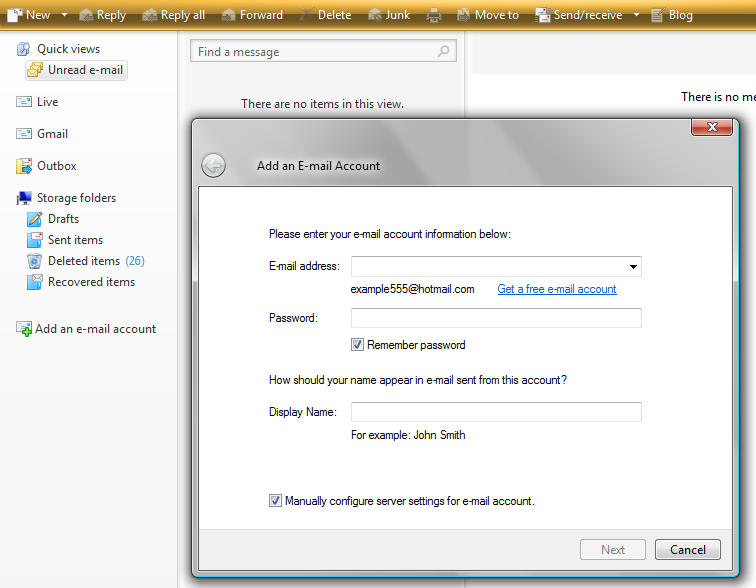 New Reply Reply all Forward Delete Junk Move to Send/receive Blog
Quick views
Unread e-mail
Live
Gmail
Outbox
Storage folders
Drafts
Sent items
Deleted items (26)
Recovered items
Add an e-mail account
Find a message
There are no items in this view.
There is no me
Add an E-mail Account
Please enter your e-mail account information below:
E-mail address:
example555@hotmail.com Get a free e-mail account
Password:
Remember password
How should your name appear in e-mail sent from this account?
Display Name:
For example: John Smith
Manually configure server settings for e-mail account.
Next Cancel